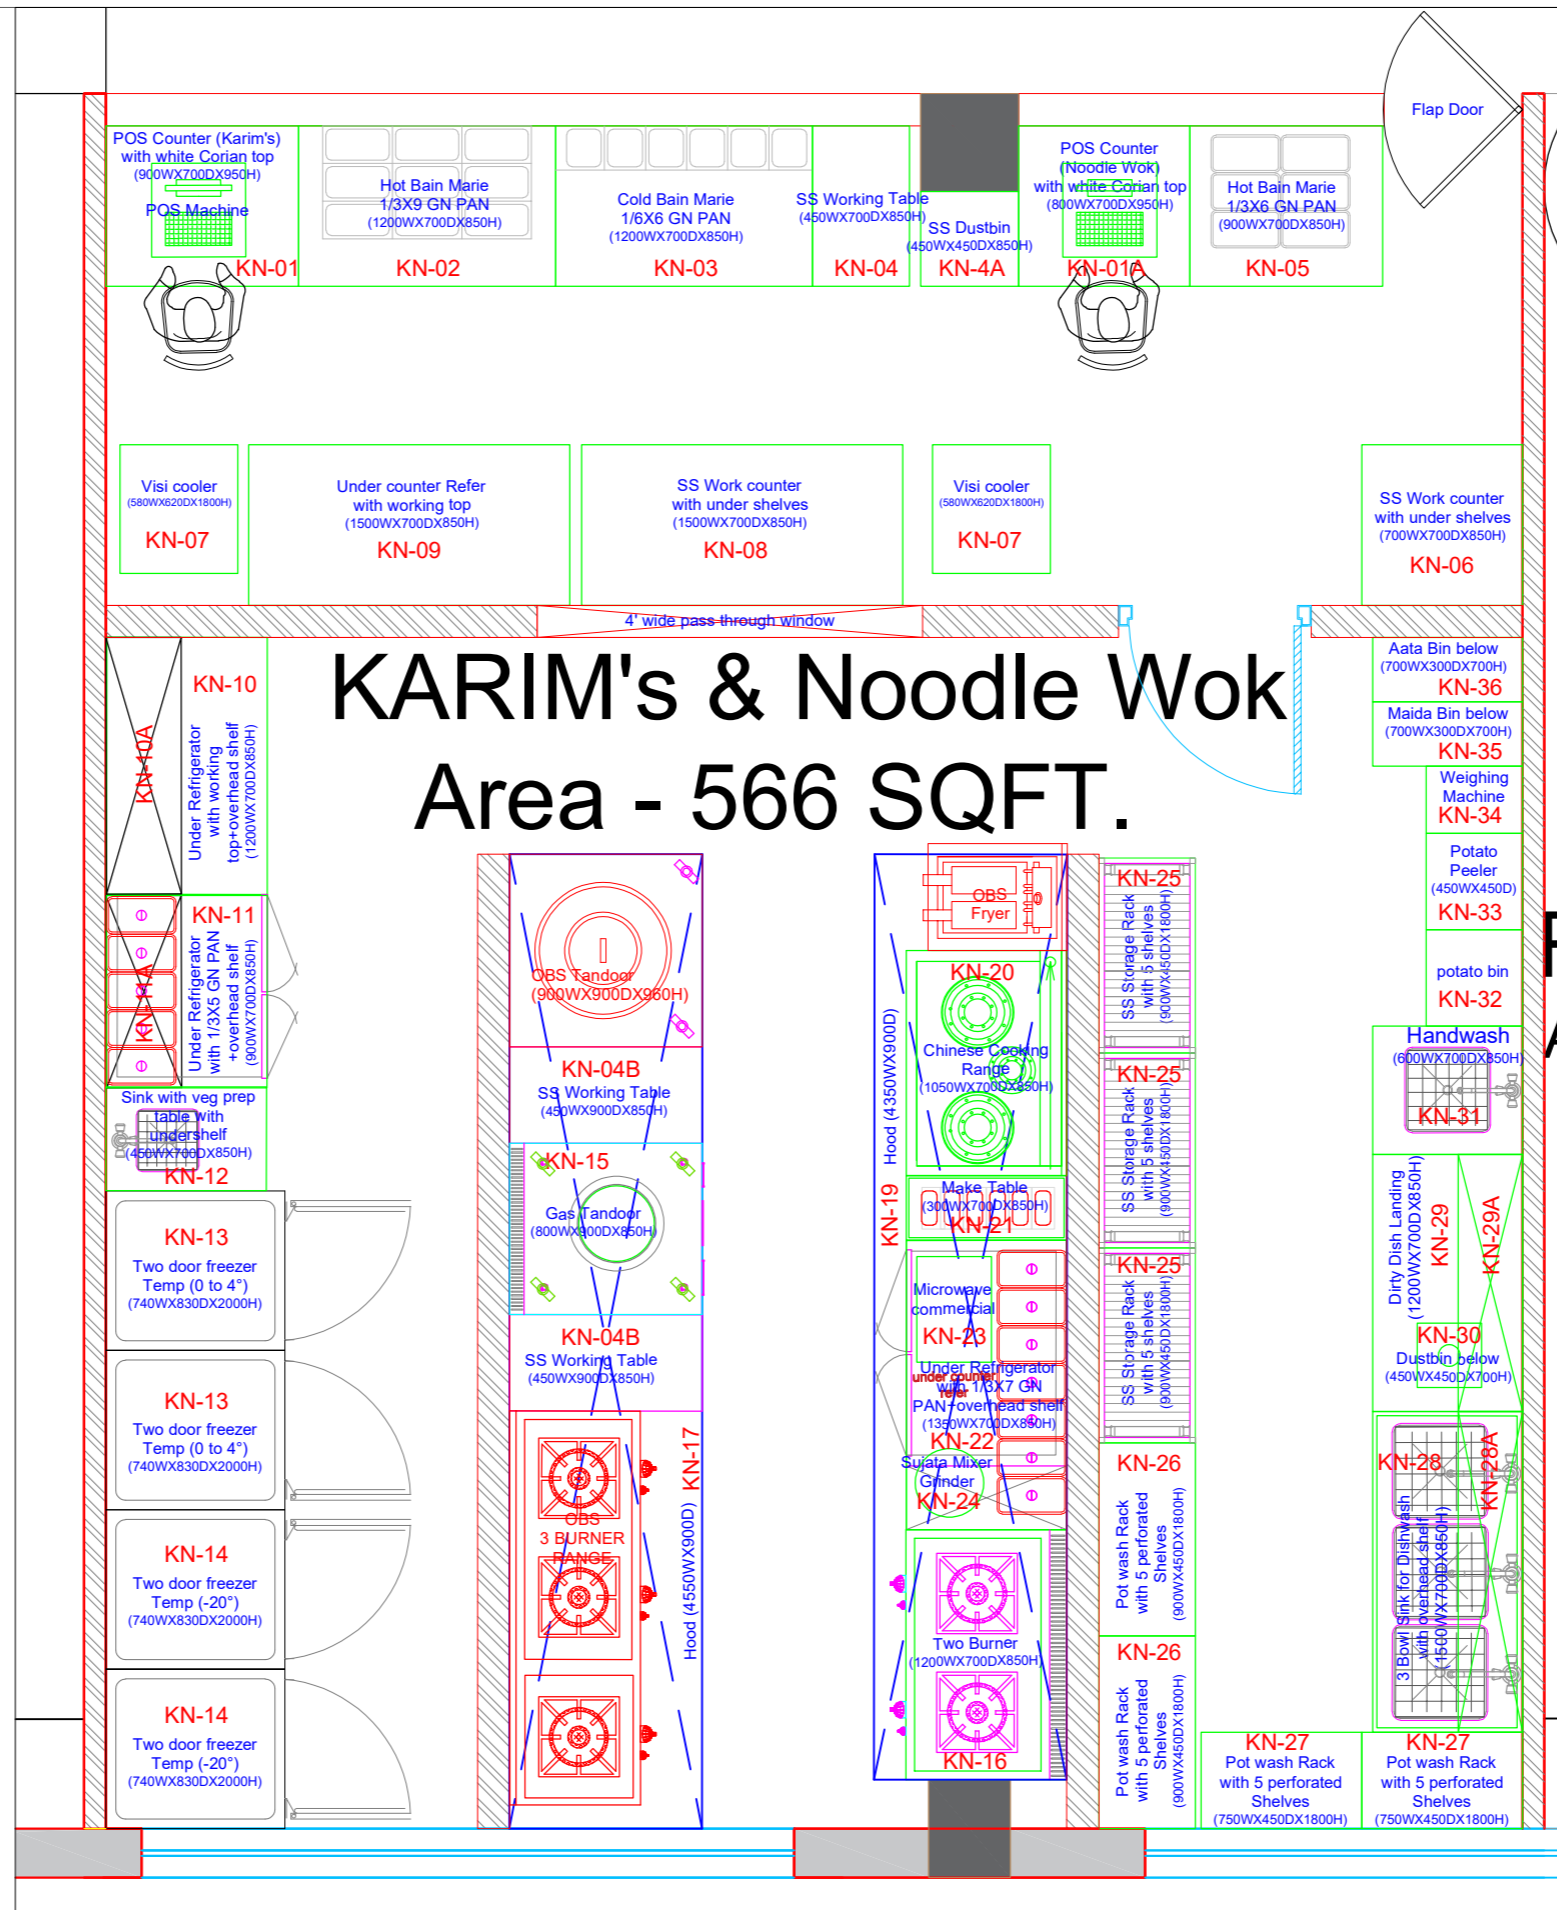 Flap Door
POS Counter (Karim's)
with white Corian top
(900WX700DX950H)
POS Machine
KN-01
Hot Bain Marie
1/3X9 GN PAN
(1200WX700DX850H)
KN-02
Cold Bain Marie
1/6X6 GN PAN
(1200WX700DX850H)
KN-03
SS Working Table
(450WX700DX850H)
KN-04
SS Dustbin
(450WX450DX850H)
KN-4A
POS Counter
(Noodle Wok)
with white Corian top
(800WX700DX950H)
KN-01A
Hot Bain Marie
1/3X6 GN PAN
(900WX700DX850H)
KN-05
Visi cooler
(580WX620DX1800H)
KN-07
Under counter Refer
with working top
(1500WX700DX850H)
KN-09
SS Work counter
with under shelves
(1500WX700DX850H)
KN-08
Visi cooler
(580WX620DX1800H)
KN-07
SS Work counter
with under shelves
(700WX700DX850H)
KN-06
4' wide pass through window
KARIM's & Noodle Wok
Area - 566 SQFT.
KN-10
KN-10A
Under Refrigerator
with working
top+overhead shelf
(1200WX700DX850H)
KN-11
KN-11A
Under Refrigerator
with 1/3X5 GN PAN
+overhead shelf
(900WX700DX850H)
Sink with veg prep
table with
undershelf
(450WX700DX850H)
KN-12
KN-13
Two door freezer
Temp (0 to 4°)
(740WX830DX2000H)
KN-13
Two door freezer
Temp (0 to 4°)
(740WX830DX2000H)
KN-14
Two door freezer
Temp (-20°)
(740WX830DX2000H)
KN-14
Two door freezer
Temp (-20°)
(740WX830DX2000H)
OBS Tandoor
(900WX900DX960H)
KN-04B
SS Working Table
(450WX900DX850H)
KN-15
Gas Tandoor
(800WX900DX850H)
KN-04B
SS Working Table
(450WX900DX850H)
KN-17
Hood (4550WX900D)
OBS
3 BURNER
RANGE
OBS
Fryer
KN-20
Chinese Cooking
Range
(1050WX700DX850H)
Hood (4350WX900D)
KN-19
Make Table
(300WX700DX850H)
KN-21
Microwave
commercial
KN-23
Under Refrigerator
with 1/3X7 GN
PAN+overhead shelf
(1350WX700DX850H)
under counter
refer
KN-22
Sujata Mixer
Grinder
KN-24
Two Burner
(1200WX700DX850H)
KN-16
KN-25
SS Storage Rack
with 5 shelves
(900WX450DX1800H)
KN-25
SS Storage Rack
with 5 shelves
(900WX450DX1800H)
KN-25
SS Storage Rack
with 5 shelves
(900WX450DX1800H)
KN-26
Pot wash Rack
with 5 perforated
Shelves
(900WX450DX1800H)
KN-26
Pot wash Rack
with 5 perforated
Shelves
(900WX450DX1800H)
Aata Bin below
(700WX300DX700H)
KN-36
Maida Bin below
(700WX300DX700H)
KN-35
Weighing
Machine
KN-34
Potato
Peeler
(450WX450D)
KN-33
potato bin
KN-32
Handwash
(600WX700DX850H)
KN-31
Dirty Dish Landing
(1200WX700DX850H)
KN-29
KN-29A
KN-30
Dustbin below
(450WX450DX700H)
KN-28
KN-28A
3 Bowl Sink for Dishwash
with overhead shelf
(1500WX700DX850H)
KN-27
Pot wash Rack
with 5 perforated
Shelves
(750WX450DX1800H)
KN-27
Pot wash Rack
with 5 perforated
Shelves
(750WX450DX1800H)